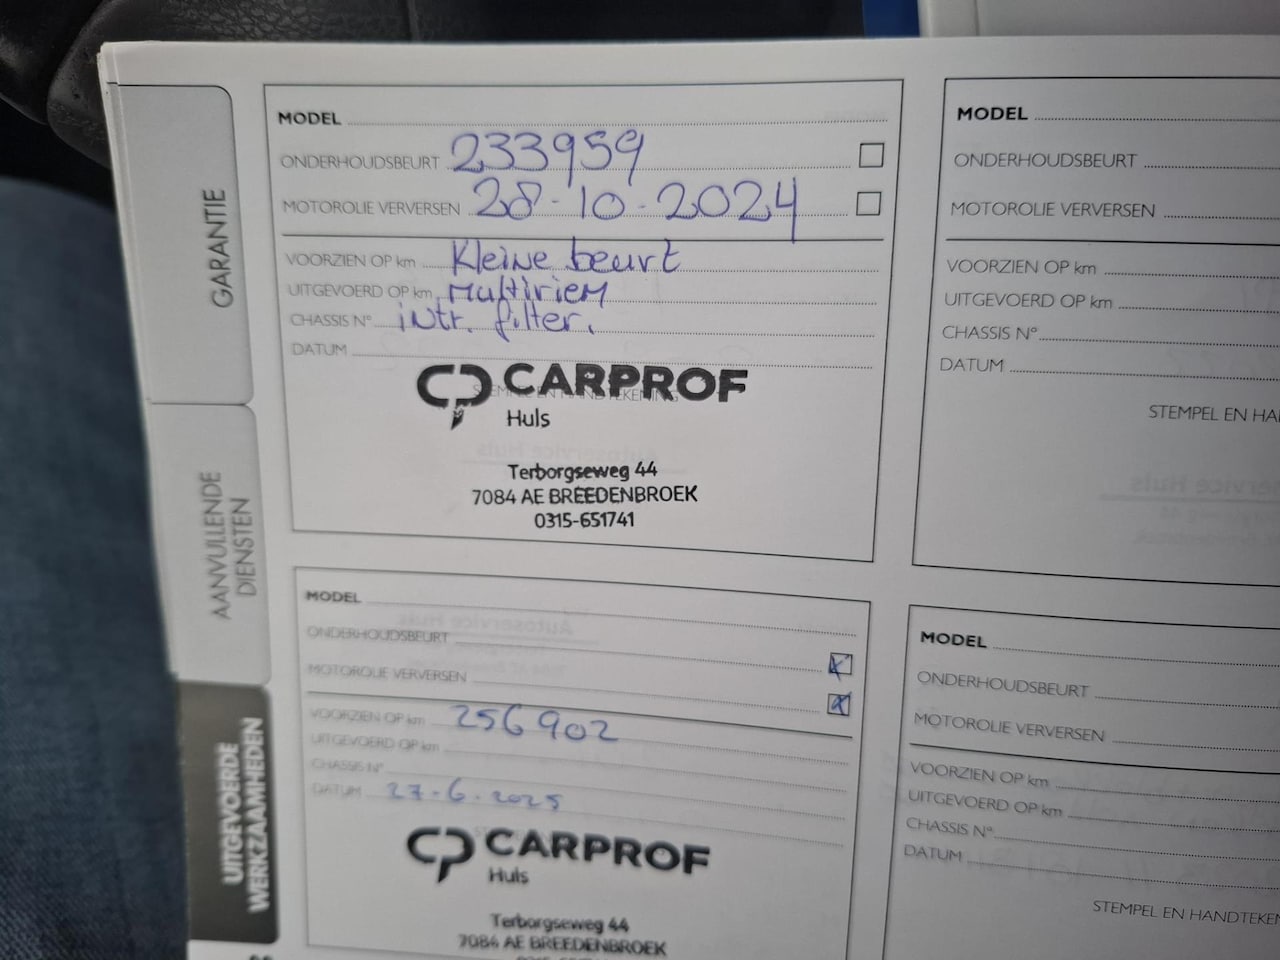 GARANTIE
AANVULLENDE
DIENSTEN
UITGEVOERDE
WERKZAAMHEDEN
MODEL
ONDERHOUDSBEURT 233959
MOTOROLIE VERVERSEN 28-10-2024
VOORZIEN OP km Kleine beurt
UITGEVOERD OP km Multiriem
CHASSIS N° intr. filter.
DATUM
STEMPEL EN HANDTEKENING
CARPROF
Huls
Terborgseweg 44
7084 AE BREEDENBROEK
0315-651741
MODEL
ONDERHOUDSBEURT
MOTOROLIE VERVERSEN
VOORZIEN OP km 256902
UITGEVOERD OP km
CHASSIS N°
DATUM 27-6-2025
CARPROF
Huls
Terborgseweg 44
7084 AE BREEDENBROEK
MODEL
ONDERHOUDSBEURT
MOTOROLIE VERVERSEN
VOORZIEN OP km
UITGEVOERD OP km
CHASSIS N°
DATUM
STEMPEL EN HA
MODEL
ONDERHOUDSBEURT
MOTOROLIE VERVERSEN
VOORZIEN OP km
UITGEVOERD OP km
CHASSIS N°
DATUM
STEMPEL EN HANDTEKEN